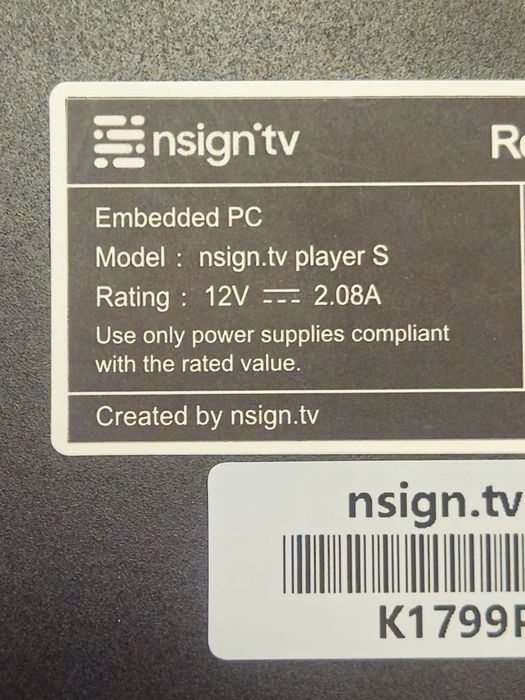 nsign.tv
Embedded PC
Model : nsign.tv player S
Rating : 12V ⎓ 2.08A
Use only power supplies compliant
with the rated value.
Created by nsign.tv
nsign.tv
K1799